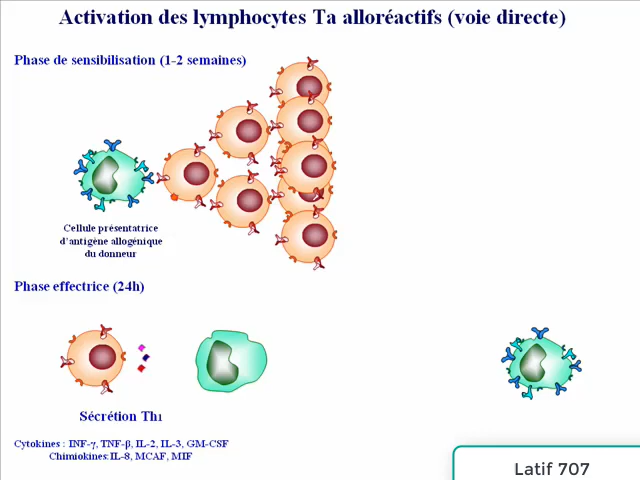 Activation des lymphocytes Ta alloréactifs (voie directe)
Phase de sensibilisation (1-2 semaines)
Cellule présentatrice
d'antigène allogénique
du donneur
Phase effectrice (24h)
Sécrétion Th1
Cytokines : INF-γ, TNF-β, IL-2, IL-3, GM-CSF
Chimiokines:IL-8, MCAF, MIF
Latif 707